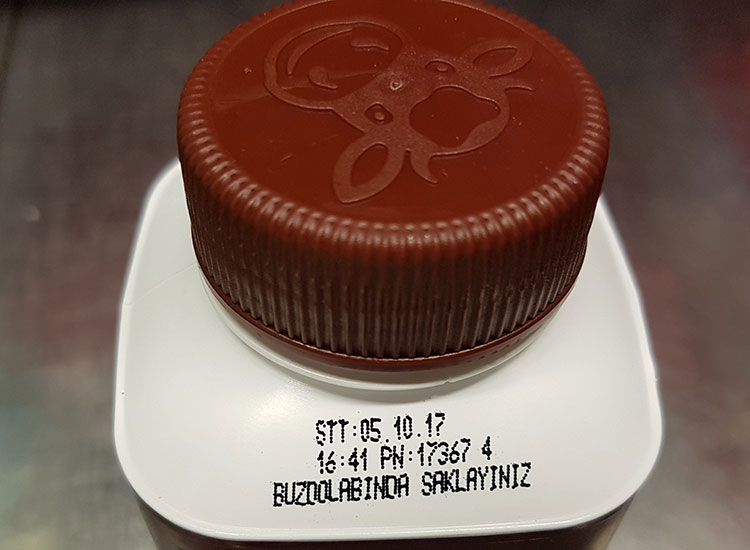 STT:05.10.17
16:41 PN:17367 4
BUZDOLABINDA SAKLAYINIZ